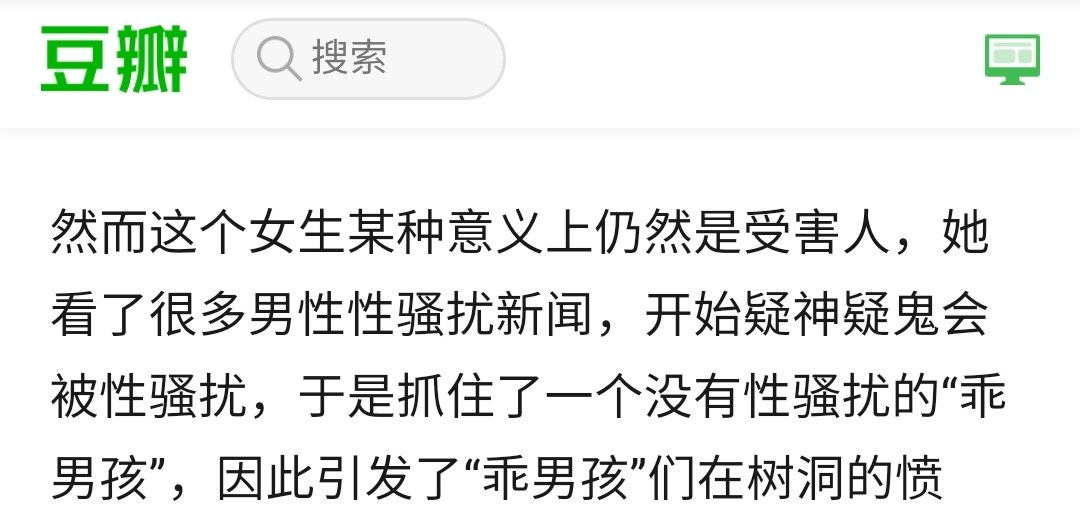 豆瓣
搜索
然而这个女生某种意义上仍然是受害人，她
看了很多男性性骚扰新闻，开始疑神疑鬼会
被性骚扰，于是抓住了一个没有性骚扰的“乖
男孩”，因此引发了“乖男孩”们在树洞的愤